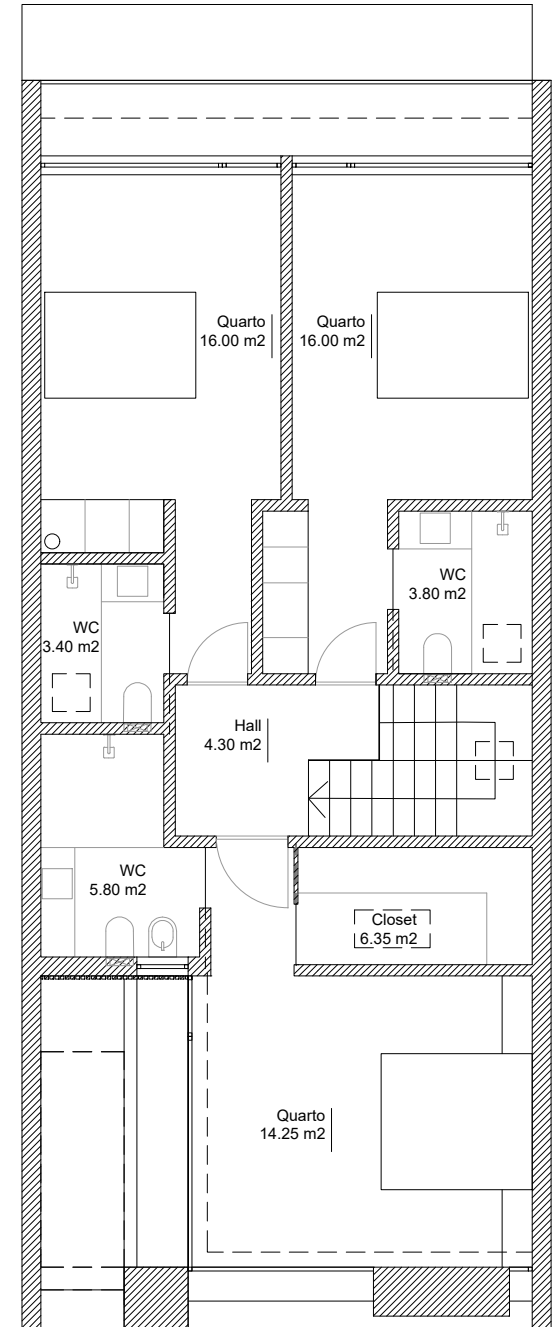 Quarto
16.00 m2
Quarto
16.00 m2
WC
3.80 m2
WC
3.40 m2
Hall
4.30 m2
WC
5.80 m2
Closet
6.35 m2
Quarto
14.25 m2